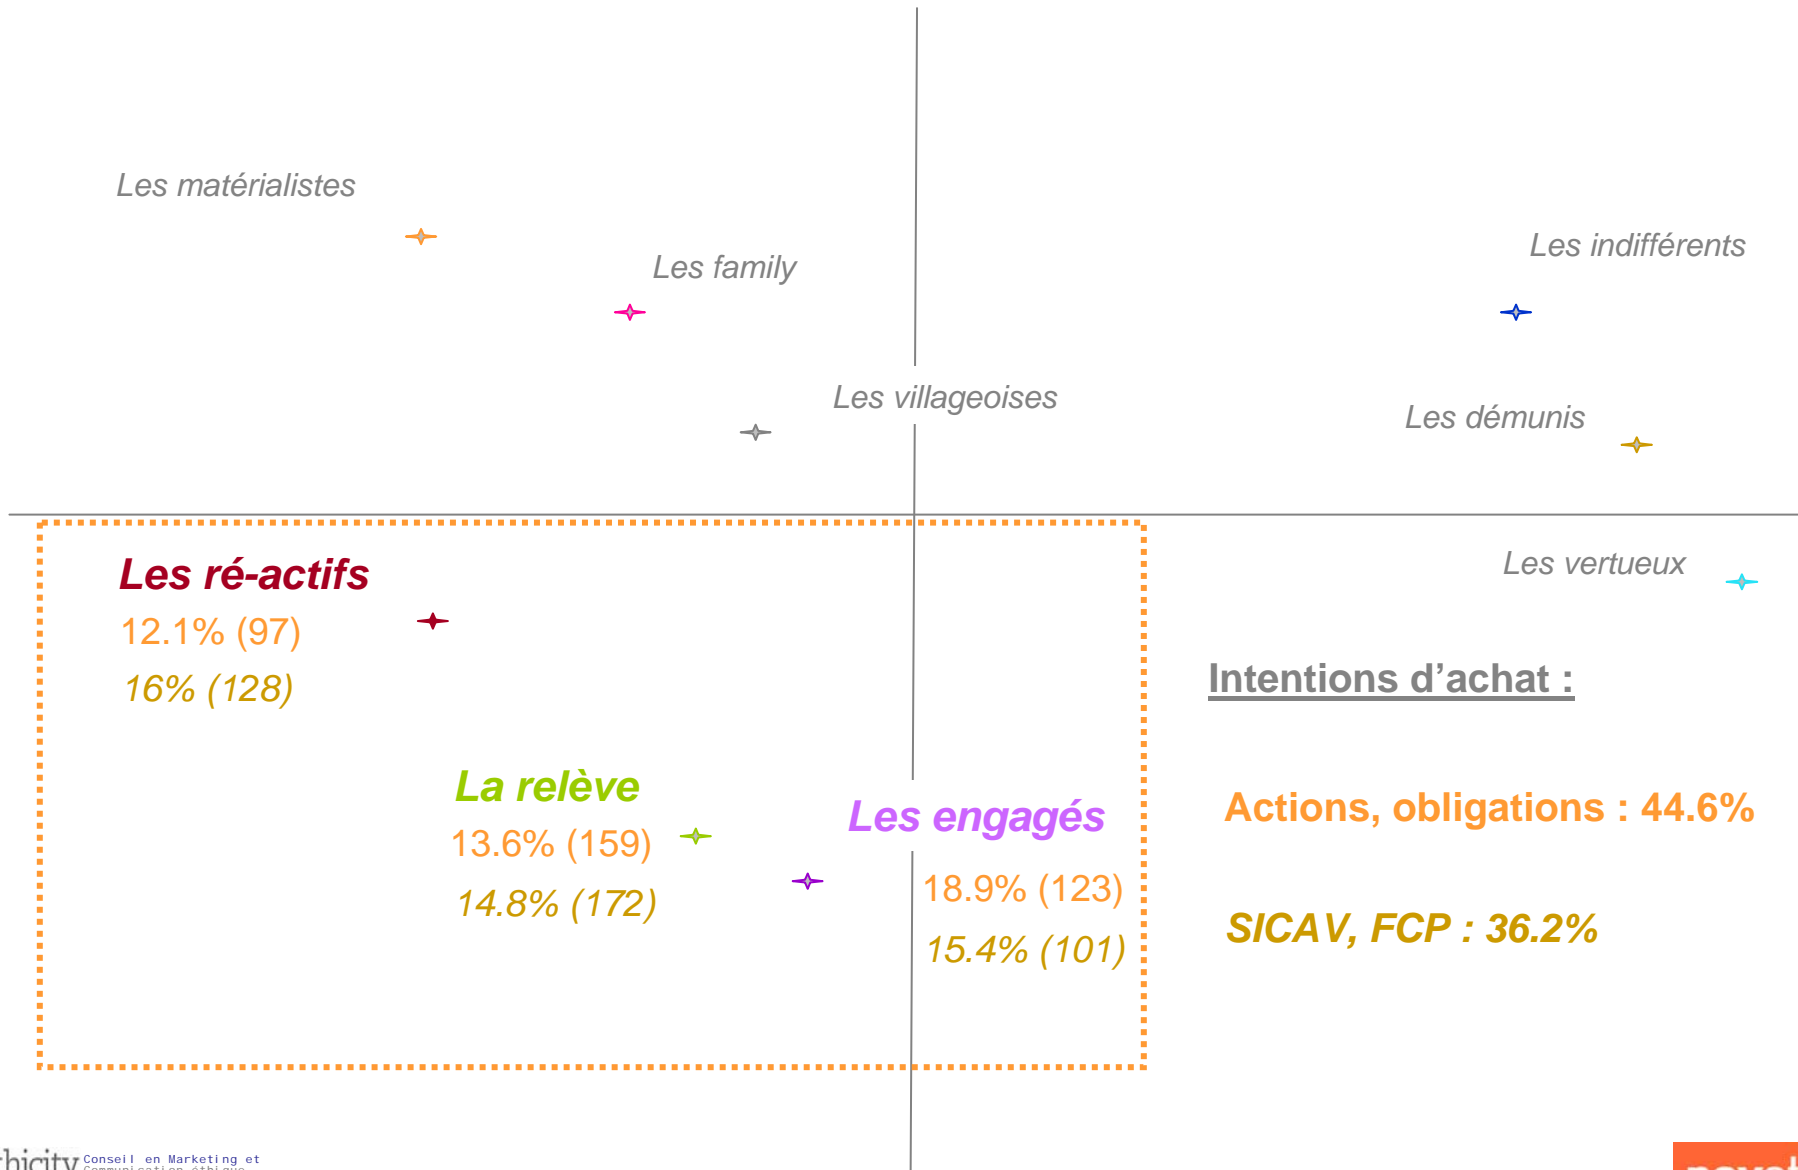 Les matérialistes
Les family
Les indifférents
Les villageoises
Les démunis
Les ré-actifs
12.1% (97)
16% (128)
Les vertueux
Intentions d’achat :
La relève
13.6% (159)
14.8% (172)
Les engagés
18.9% (123)
15.4% (101)
Actions, obligations : 44.6%
SICAV, FCP : 36.2%
Conseil en Marketing et
Communication éthique